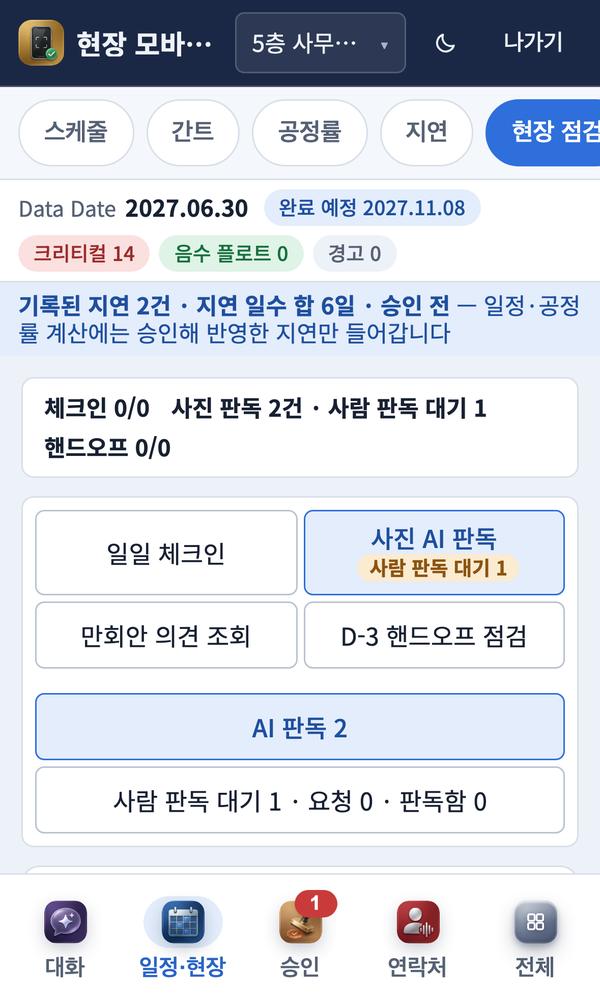 현장 모바…
5층 사무…
나가기
스케줄
간트
공정률
지연
현장 점검
Data Date 2027.06.30
완료 예정 2027.11.08
크리티컬 14
음수 플로트 0
경고 0
기록된 지연 2건 · 지연 일수 합 6일 · 승인 전 — 일정·공정
률 계산에는 승인해 반영한 지연만 들어갑니다
체크인 0/0 사진 판독 2건 · 사람 판독 대기 1
핸드오프 0/0
일일 체크인
사진 AI 판독
사람 판독 대기 1
만회안 의견 조회
D-3 핸드오프 점검
AI 판독 2
사람 판독 대기 1 · 요청 0 · 판독함 0
1
대화
일정·현장
승인
연락처
전체